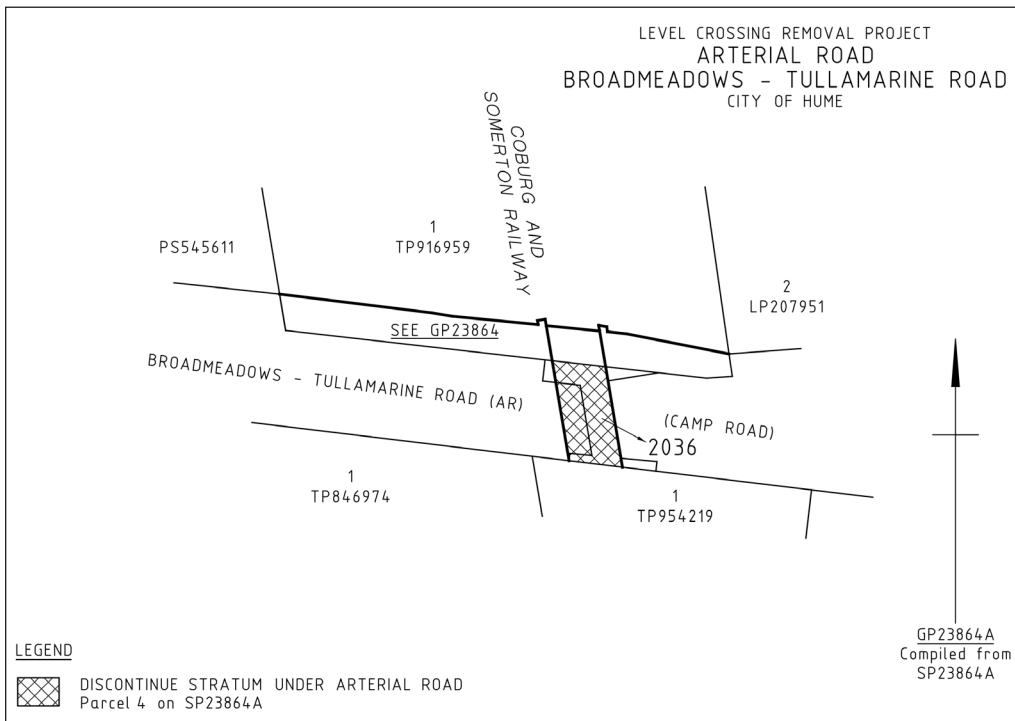 LEVEL CROSSING REMOVAL PROJECT
ARTERIAL ROAD
BROADMEADOWS - TULLAMARINE ROAD
CITY OF HUME
COBURG AND
SOMERTON RAILWAY
PS545611
1
TP916959
2
LP207951
SEE GP23864
BROADMEADOWS - TULLAMARINE ROAD (AR)
(CAMP ROAD)
2036
1
TP846974
1
TP954219
GP23864A
Compiled from
SP23864A
LEGEND
DISCONTINUE STRATUM UNDER ARTERIAL ROAD
Parcel 4 on SP23864A